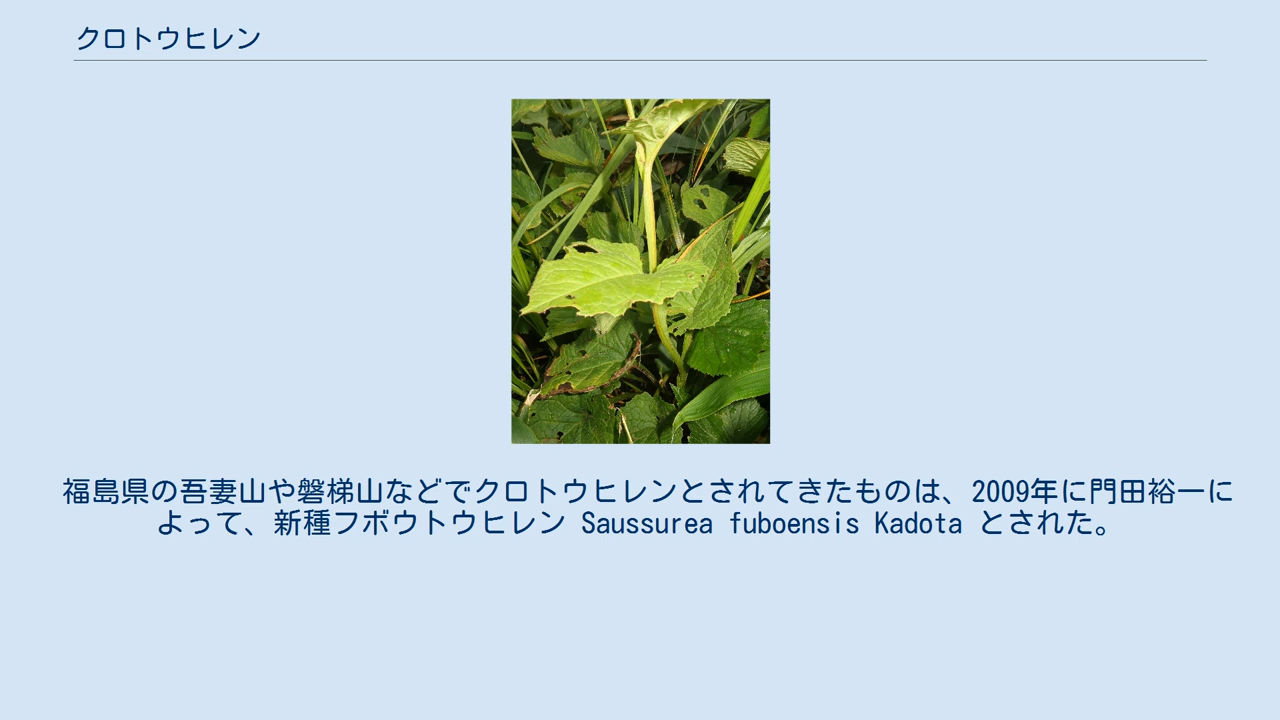 クロトウヒレン
福島県の吾妻山や磐梯山などでクロトウヒレンとされてきたものは、2009年に門田裕一に
よって、新種フボウトウヒレン Saussurea fuboensis Kadota とされた。